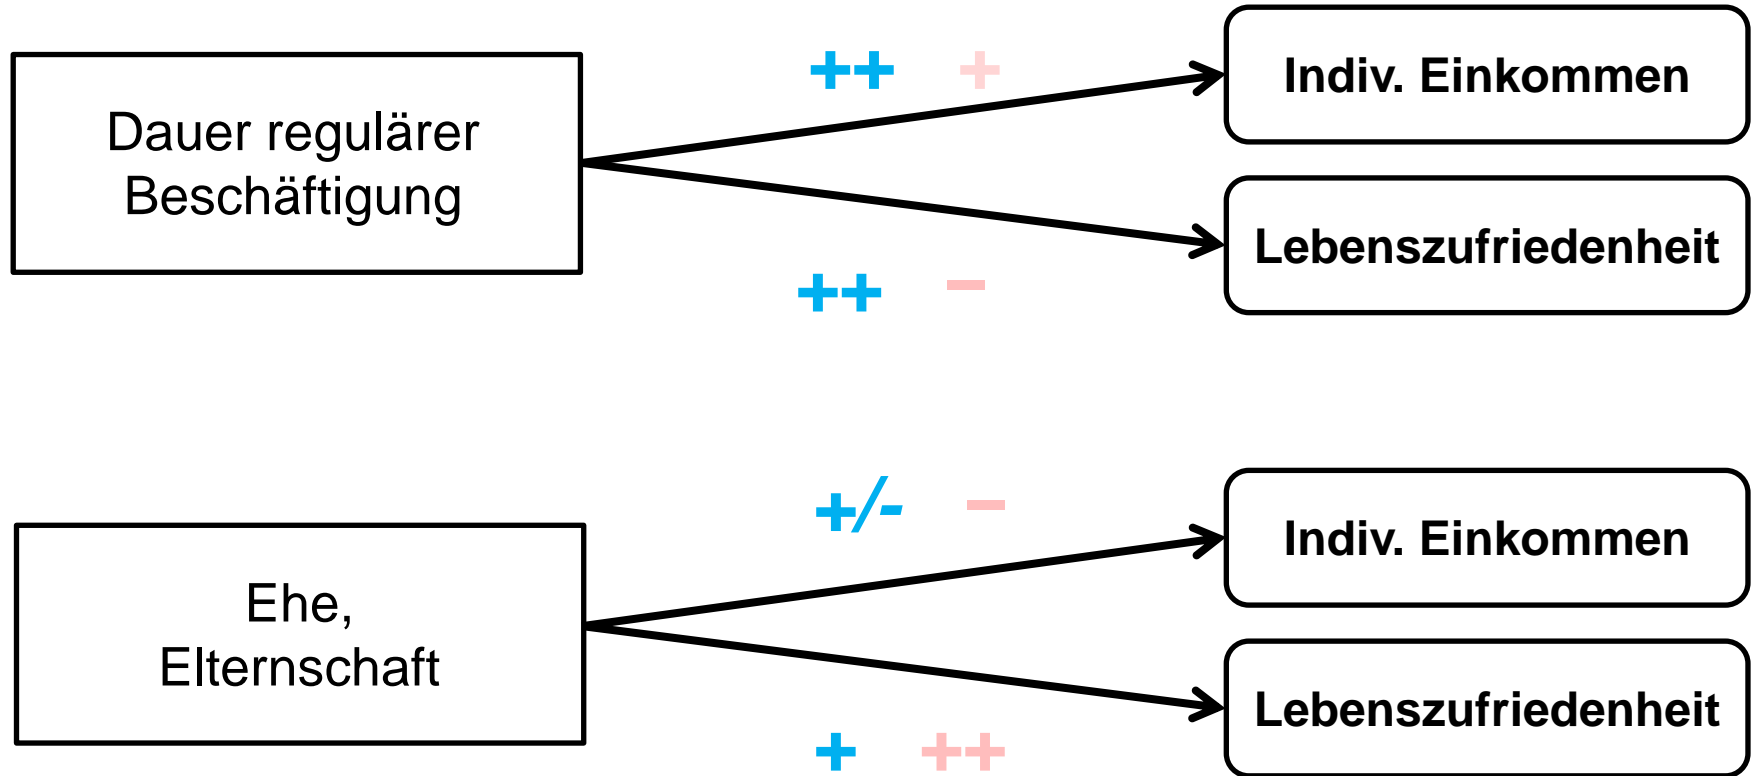 ++ +
Indiv. Einkommen
Dauer regulärer
Beschäftigung
Lebenszufriedenheit
++ –
+/- –
Indiv. Einkommen
Ehe,
Elternschaft
Lebenszufriedenheit
+ ++